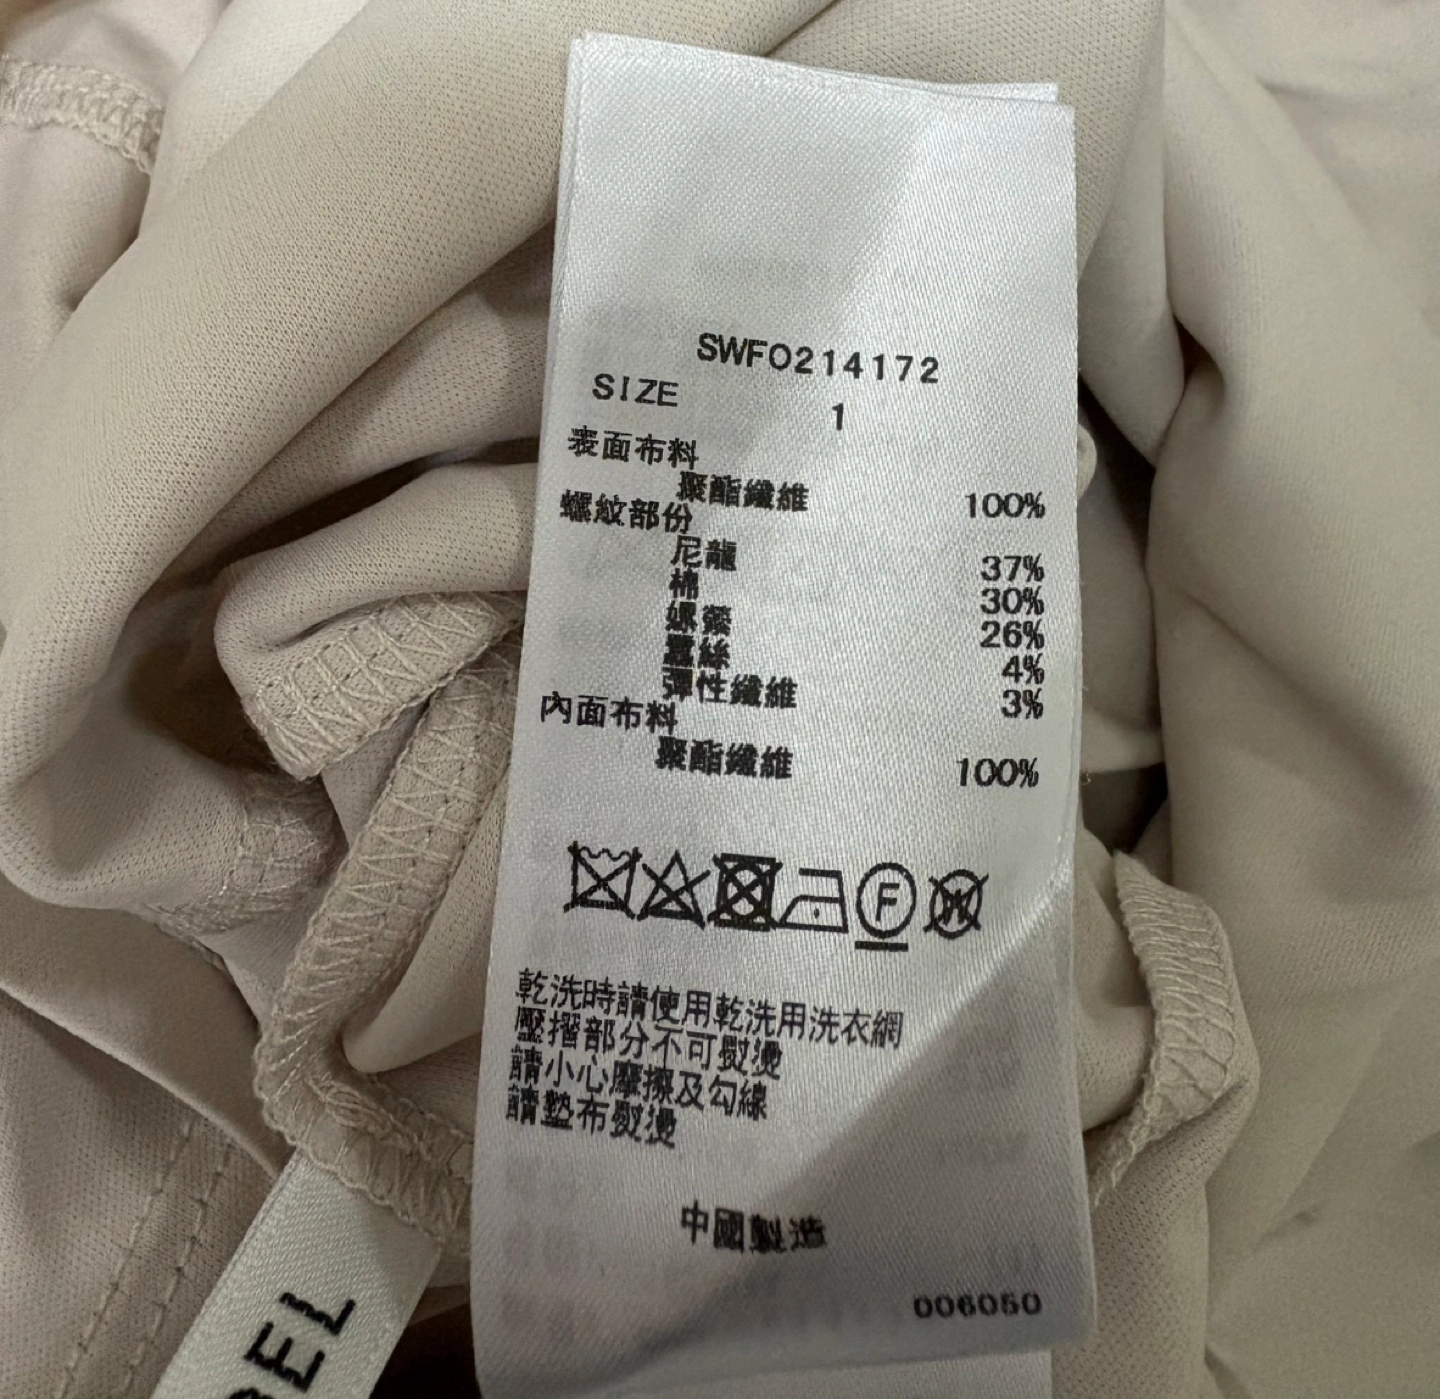 SWF0214172
SIZE 1
表面布料
聚酯纖維 100%
螺紋部份
尼龍 37%
棉 30%
嫘縈 26%
蠶絲 4%
彈性纖維 3%
內面布料
聚酯纖維 100%
F
W
乾洗時請使用乾洗用洗衣網
壓摺部分不可熨燙
請小心摩擦及勾線
請墊布熨燙
中國製造
006050
BEL